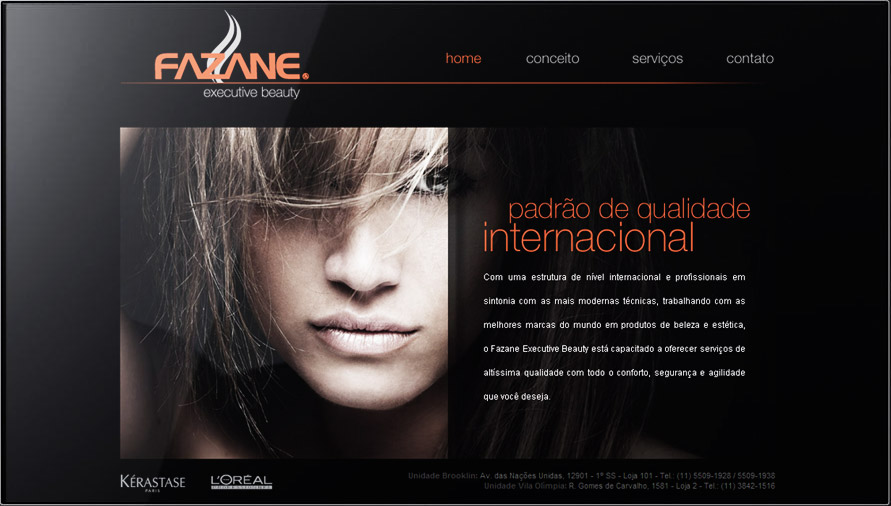 FAZANE®
executive beauty
home conceito serviços contato
padrão de qualidade
internacional
Com uma estrutura de nível internacional e profissionais em
sintonia com as mais modernas técnicas, trabalhando com as
melhores marcas do mundo em produtos de beleza e estética,
o Fazane Executive Beauty está capacitado a oferecer serviços de
altíssima qualidade com todo o conforto, segurança e agilidade
que você deseja.
KÉRASTASE
PARIS
L'ORÉAL
Unidade Brooklin: Av. das Nações Unidas, 12901 - 1º SS - Loja 101 - Tel.: (11) 5509-1928 / 5509-1938
Unidade Vila Olímpia: R. Gomes de Carvalho, 1581 - Loja 2 - Tel.: (11) 3842-1516